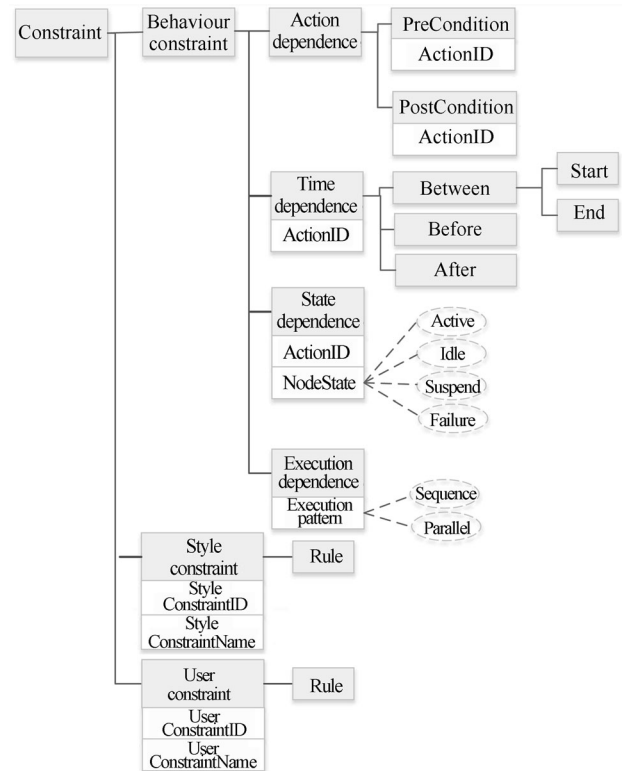 Constraint
Behaviour
constraint
Action
dependence
PreCondition
ActionID
PostCondition
ActionID
Time
dependence
ActionID
Between
Start
End
Before
After
State
dependence
ActionID
NodeState
Active
Idle
Suspend
Failure
Execution
dependence
Execution
pattern
Sequence
Parallel
Style
constraint
Style
ConstraintID
Style
ConstraintName
Rule
User
constraint
User
ConstraintID
User
ConstraintName
Rule